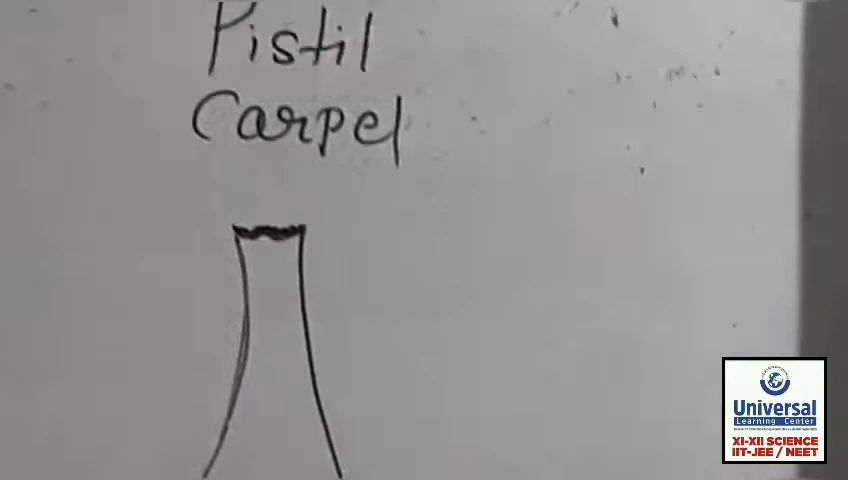 Pistil
Carpel
Universal
Learning Center
XI-XII SCIENCE
IIT-JEE / NEET